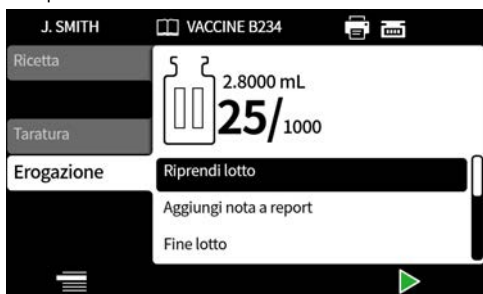 J. SMITH VACCINE B234
Ricetta
2.8000 mL
25/1000
Taratura
Erogazione
Riprendi lotto
Aggiungi nota a report
Fine lotto